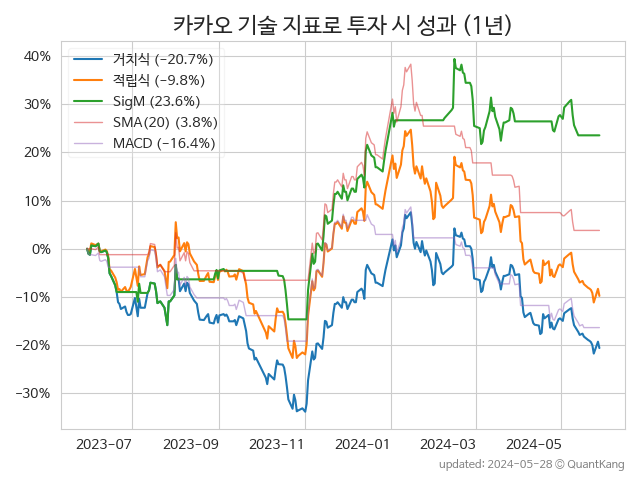 카카오 기술 지표로 투자 시 성과 (1년)
40%
30%
20%
10%
0%
−10%
−20%
−30%
거치식 (−20.7%)
적립식 (−9.8%)
SigM (23.6%)
SMA(20) (3.8%)
MACD (−16.4%)
2023-07
2023-09
2023-11
2024-01
2024-03
2024-05
updated: 2024-05-28 © QuantKang